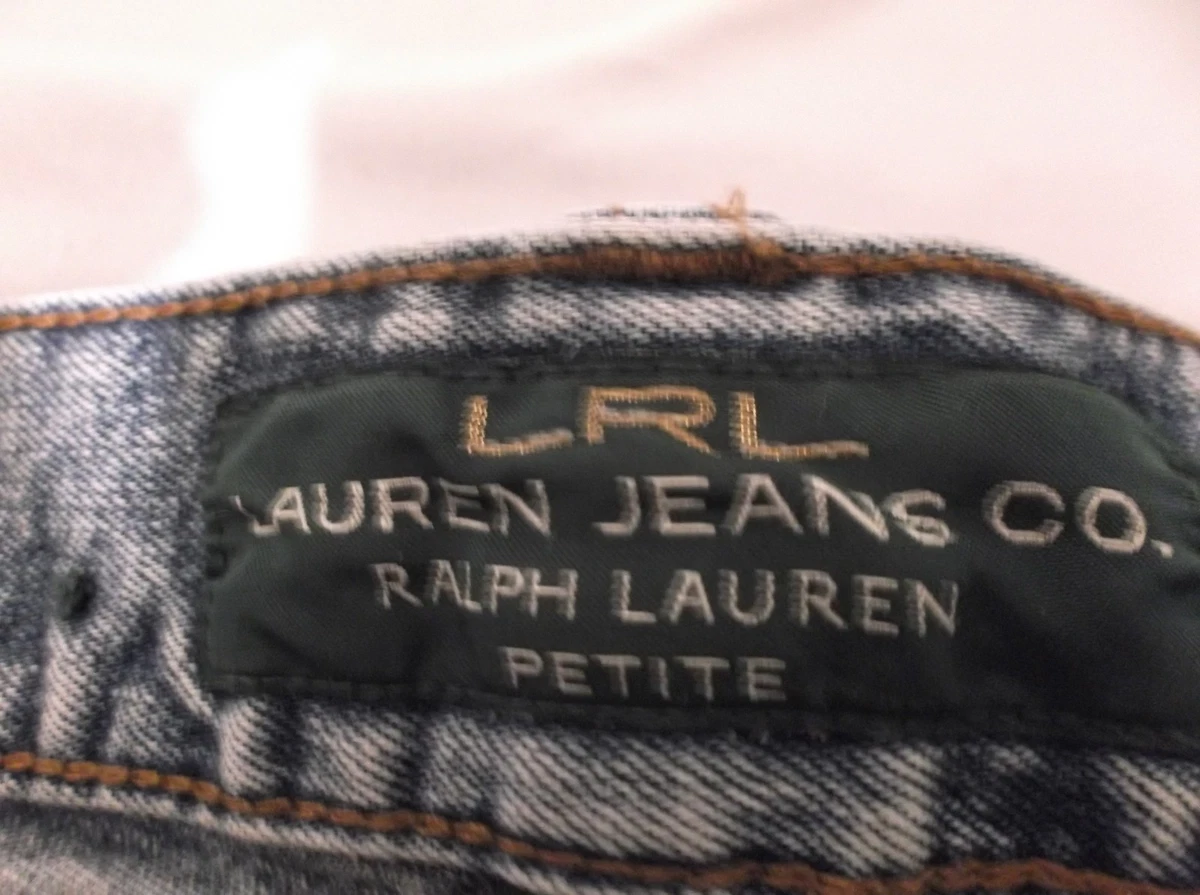 LRL
LAUREN JEANS CO.
RALPH LAUREN
PETITE